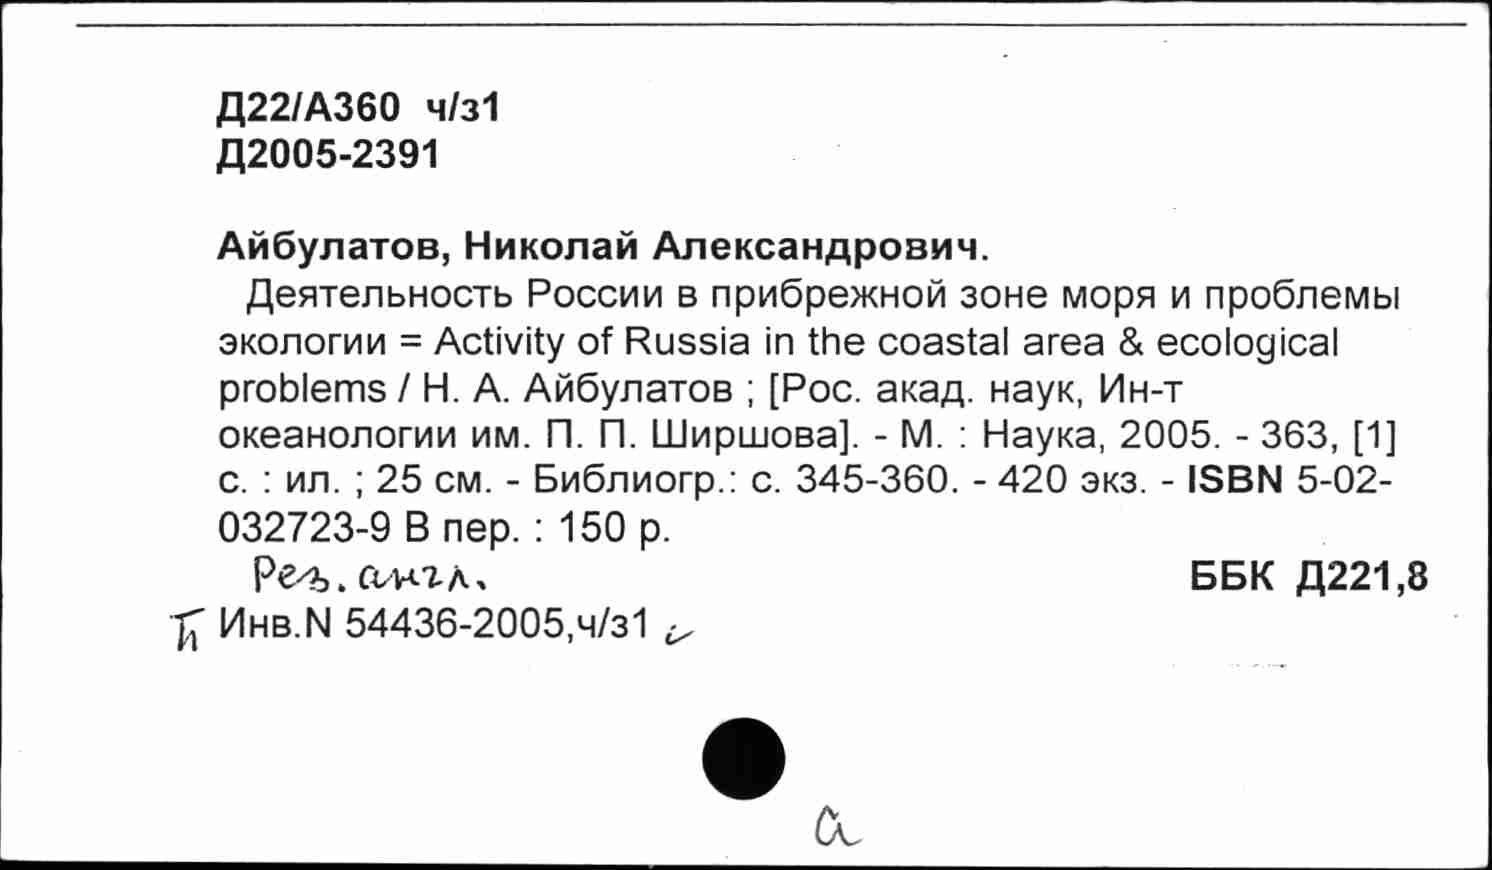 Д22/А360 ч/з1
Д2005-2391
Айбулатов, Николай Александрович.
Деятельность России в прибрежной зоне моря и проблемы
экологии = Activity of Russia in the coastal area & ecological
problems / Н. А. Айбулатов ; [Рос. акад. наук, Ин-т
океанологии им. П. П. Ширшова]. - М. : Наука, 2005. - 363, [1]
с. : ил. ; 25 см. - Библиогр.: с. 345-360. - 420 экз. - ISBN 5-02-
032723-9 В пер. : 150 р.
Рез. англ.
ББК Д221,8
Инв.N 54436-2005,ч/з1
а